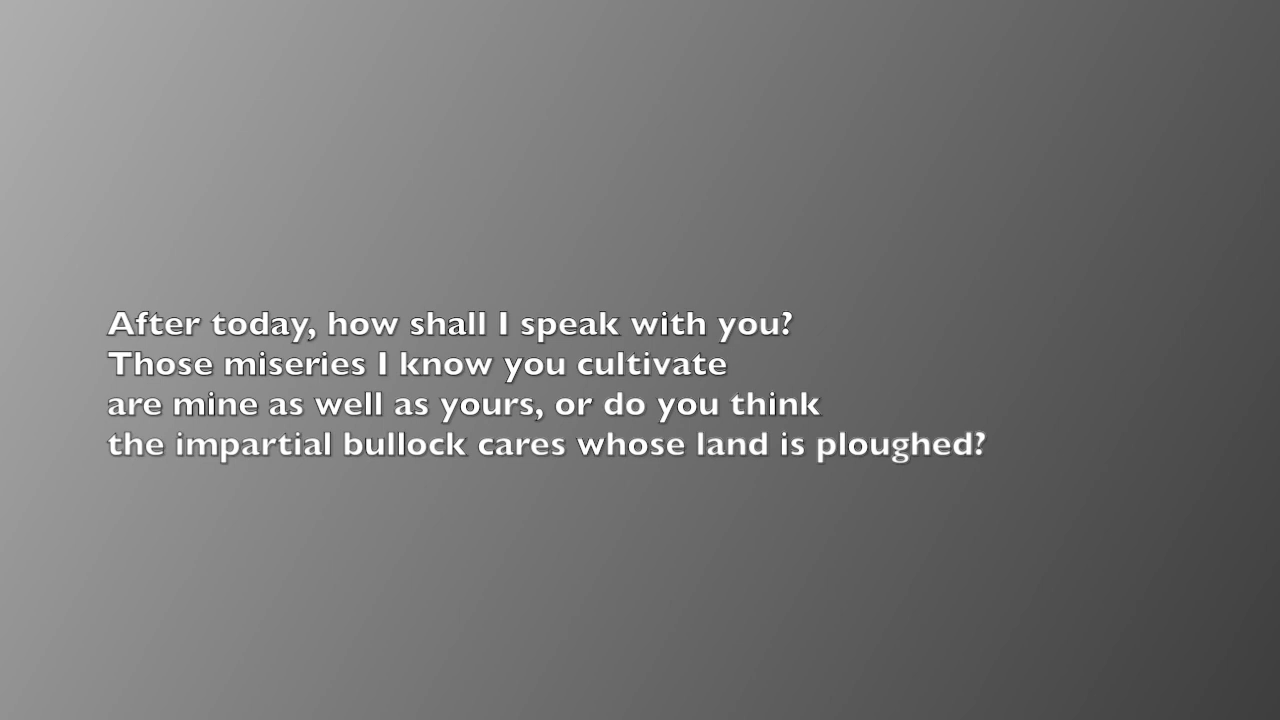 After today, how shall I speak with you?
Those miseries I know you cultivate
are mine as well as yours, or do you think
the impartial bullock cares whose land is ploughed?